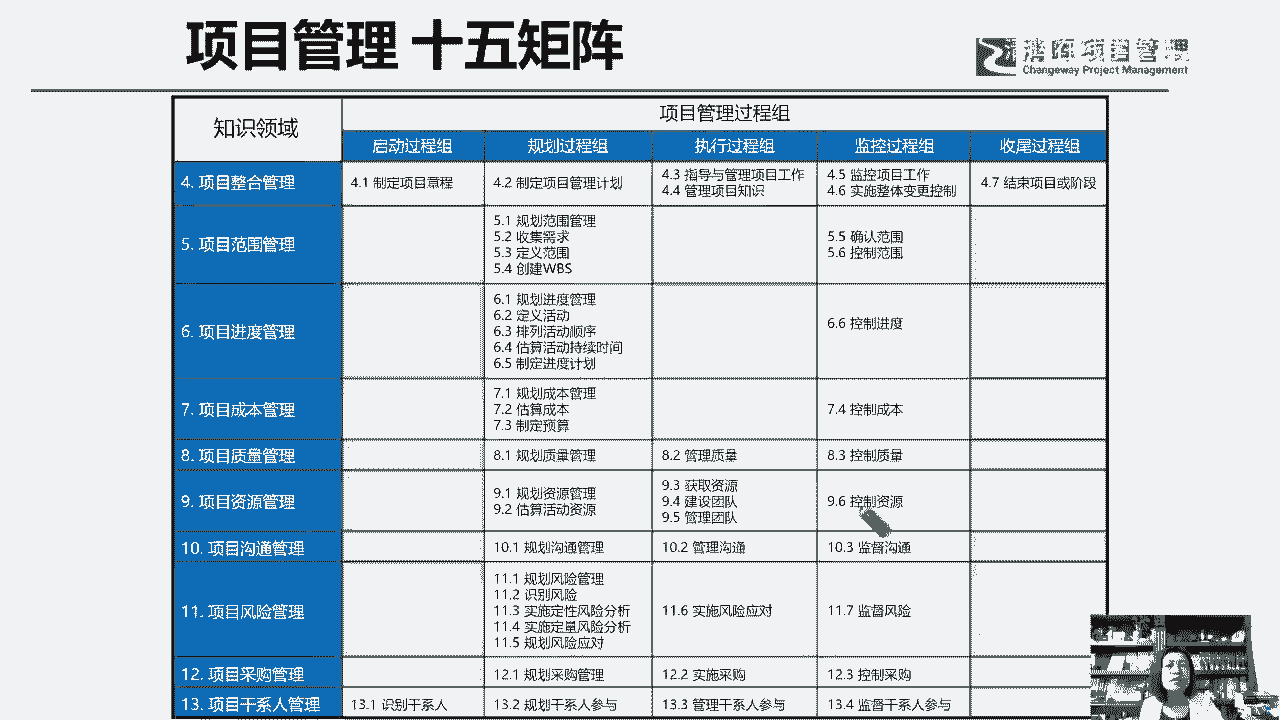 项目管理 十五矩阵
清晖项目管理
Changeway Project Management
知识领域
项目管理过程组
启动过程组
规划过程组
执行过程组
监控过程组
收尾过程组
4. 项目整合管理
4.1 制定项目章程
4.2 制定项目管理计划
4.3 指导与管理项目工作
4.4 管理项目知识
4.5 监控项目工作
4.6 实施整体变更控制
4.7 结束项目或阶段
5. 项目范围管理
5.1 规划范围管理
5.2 收集需求
5.3 定义范围
5.4 创建WBS
5.5 确认范围
5.6 控制范围
6. 项目进度管理
6.1 规划进度管理
6.2 定义活动
6.3 排列活动顺序
6.4 估算活动持续时间
6.5 制定进度计划
6.6 控制进度
7. 项目成本管理
7.1 规划成本管理
7.2 估算成本
7.3 制定预算
7.4 控制成本
8. 项目质量管理
8.1 规划质量管理
8.2 管理质量
8.3 控制质量
9. 项目资源管理
9.1 规划资源管理
9.2 估算活动资源
9.3 获取资源
9.4 建设团队
9.5 管理团队
9.6 控制资源
10. 项目沟通管理
10.1 规划沟通管理
10.2 管理沟通
10.3 监督沟通
11. 项目风险管理
11.1 规划风险管理
11.2 识别风险
11.3 实施定性风险分析
11.4 实施定量风险分析
11.5 规划风险应对
11.6 实施风险应对
11.7 监督风险
12. 项目采购管理
12.1 规划采购管理
12.2 实施采购
12.3 控制采购
13. 项目干系人管理
13.1 识别干系人
13.2 规划干系人参与
13.3 管理干系人参与
13.4 监督干系人参与